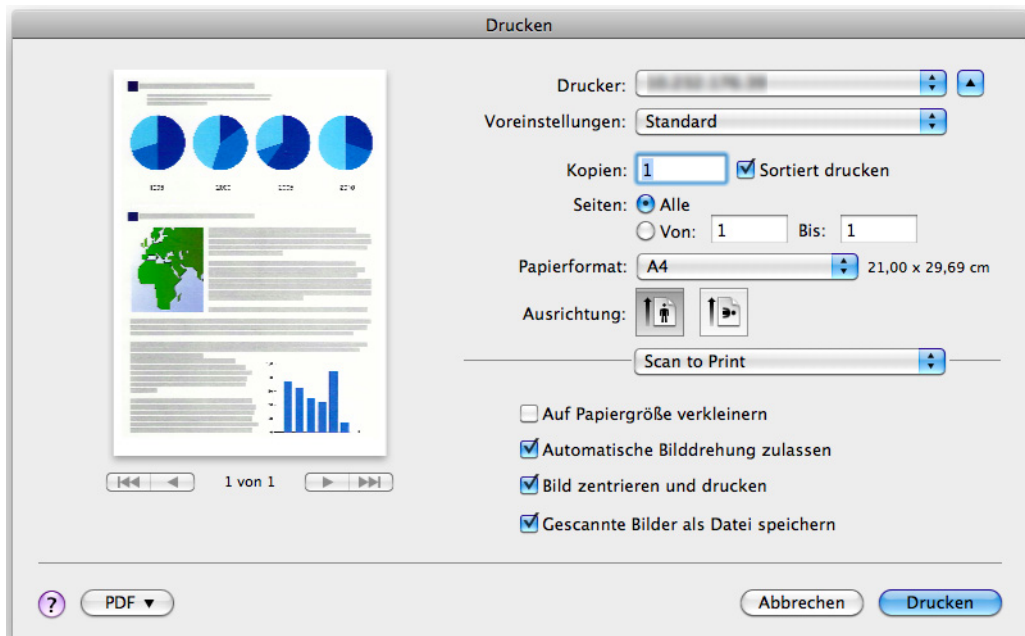 Drucken
Drucker:
Voreinstellungen: Standard
Kopien: 1 Sortiert drucken
Seiten: Alle
Von: 1 Bis: 1
Papierformat: A4 21,00 x 29,69 cm
Ausrichtung:
Scan to Print
Auf Papiergröße verkleinern
Automatische Bilddrehung zulassen
Bild zentrieren und drucken
Gescannte Bilder als Datei speichern
1 von 1
? PDF ▼ Abbrechen Drucken